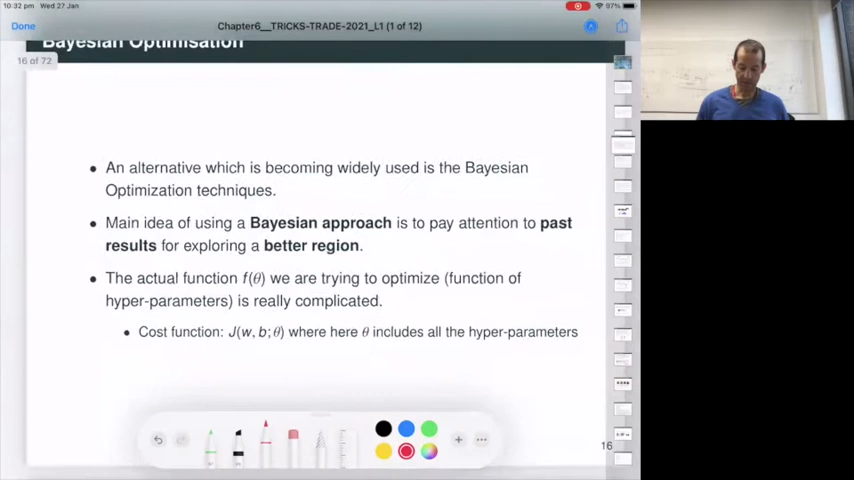 10:32 pm Wed 27 Jan
97%
Done
Chapter6__TRICKS-TRADE-2021_L1 (1 of 12)
Bayesian Optimisation
16 of 72
• An alternative which is becoming widely used is the Bayesian
Optimization techniques.
• Main idea of using a Bayesian approach is to pay attention to past
results for exploring a better region.
• The actual function f(θ) we are trying to optimize (function of
hyper-parameters) is really complicated.
• Cost function: J(w, b; θ) where here θ includes all the hyper-parameters
16